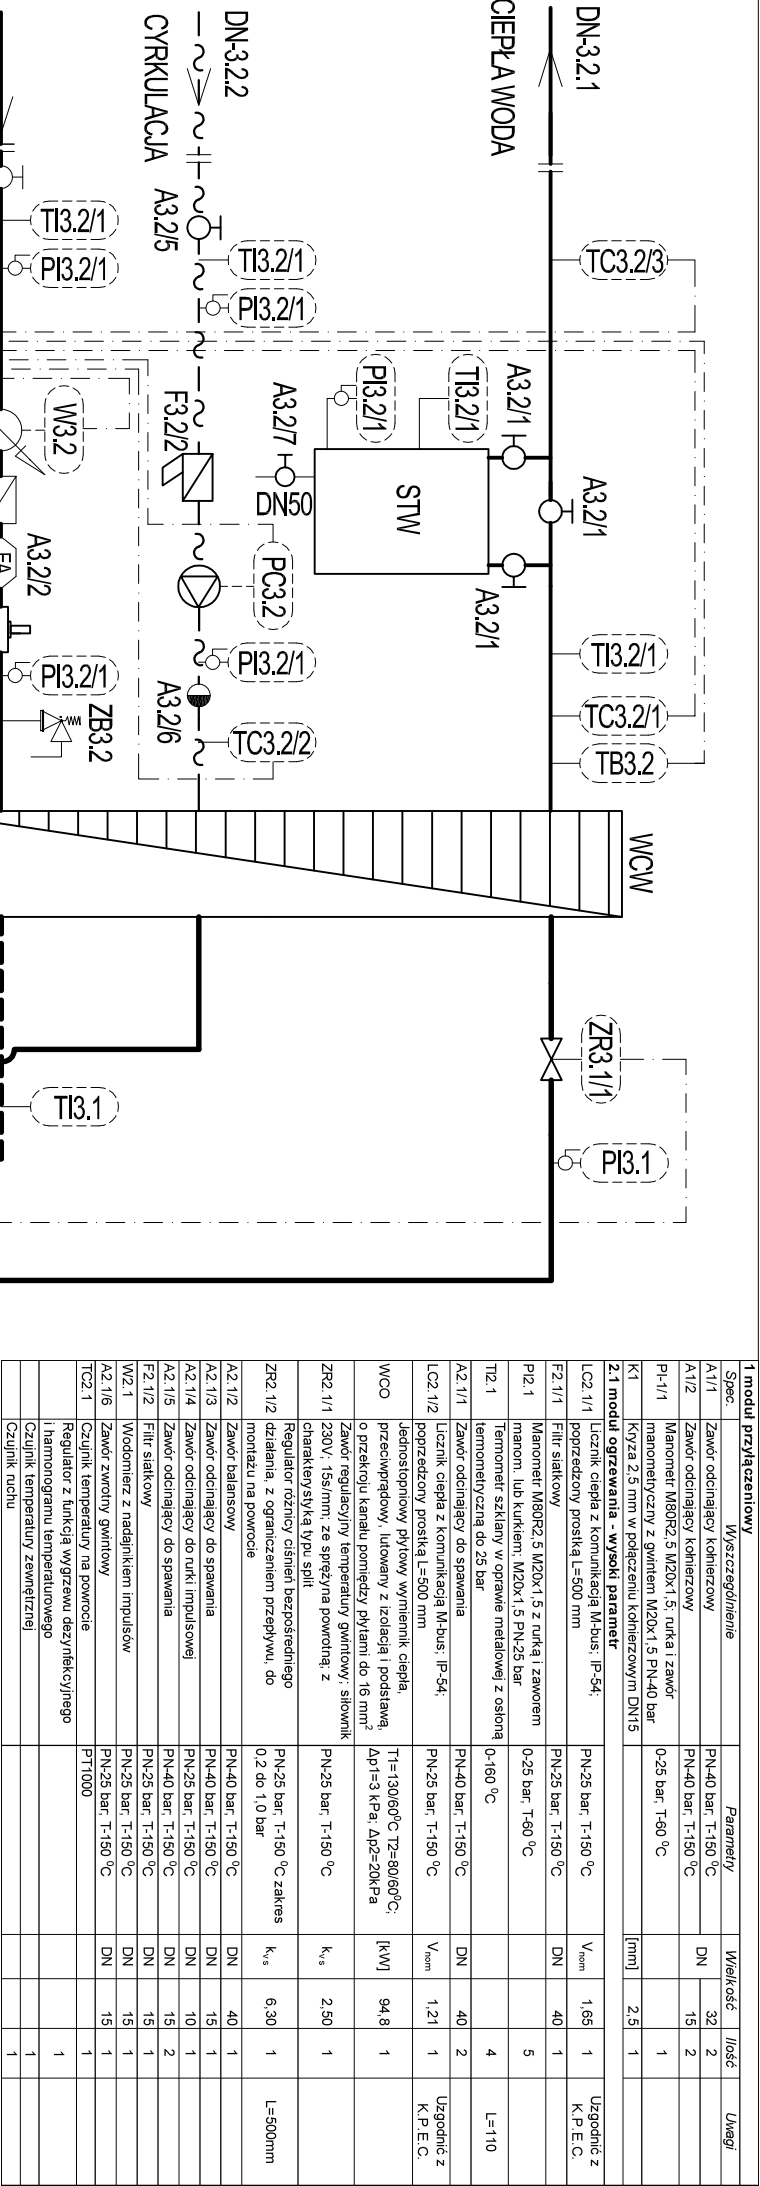 DN-3.2.1
CIEPŁA WODA
DN-3.2.2
CYRKULACJA
TC3.2/3
TI3.2/1
PI3.2/1
A3.2/5
TI3.2/1
PI3.2/1
A3.2/1
A3.2/1
A3.2/1
TI3.2/1
PI3.2/1
STW
A3.2/7
DN50
F3.2/2
W3.2
A3.2/2
PC3.2
PI3.2/1
A3.2/6
TC3.2/2
PI3.2/1
ZB3.2
TI3.2/1
TC3.2/1
TB3.2
WCW
ZR3.1/1
PI3.1
TI3.1
1 moduł przyłączeniowy
Spec. Wyszczególnienie Parametry Wielkość Ilość Uwagi
A1/1 Zawór odcinający kołnierzowy PN-40 bar, T-150 °C DN 32 2
A1/2 Zawór odcinający kołnierzowy PN-40 bar, T-150 °C 15 2
PI-1/1 Manometr M80R2,5 M20x1,5; rurka i zawór
manometryczny z gwintem M20x1,5 PN-40 bar 0-25 bar, T-60 °C 1
K1 Kryza 2,5 mm w połączeniu kołnierzowym DN15 [mm] 2,5 1
2.1 moduł ogrzewania - wysoki parametr
LC2.1/1 Licznik ciepła z komunikacją M-bus; IP-54;
poprzedzony prostką L=500 mm PN-25 bar, T-150 °C Vnom 1,65 1 Uzgodnić z
K.P.E.C.
F2.1/1 Filtr siatkowy PN-25 bar, T-150 °C DN 40 1
PI2.1 Manometr M80R2,5 M20x1,5 z rurką i zaworem
manom. lub kurkiem; M20x1,5 PN-25 bar 0-25 bar, T-60 °C 5
TI2.1 Termometr szklany w oprawie metalowej z osłoną
termometryczną do 25 bar 0-160 °C 4 L=110
A2.1/1 Zawór odcinający do spawania PN-40 bar, T-150 °C DN 40 2
LC2.1/2 Licznik ciepła z komunikacją M-bus; IP-54;
poprzedzony prostką L=500 mm PN-25 bar, T-150 °C Vnom 1,21 1 Uzgodnić z
K.P.E.C.
WCO Jednostopniowy płytowy wymiennik ciepła,
przeciwprądowy, lutowany z izolacją i podstawą,
o przekroju kanału pomiędzy płytami do 16 mm² T1=130/60°C T2=80/60°C;
Δp1=3 kPa; Δp2=20kPa [kW] 94,8 1
ZR2.1/1 Zawór regulacyjny temperatury gwintowy; siłownik
230V; 15s/mm; ze sprężyna powrotną; z
charakterystyką typu split PN-25 bar, T-150 °C kvs 2,50 1
ZR2.1/2 Regulator różnicy ciśnień bezpośredniego
działania, z ograniczeniem przepływu, do
montażu na powrocie PN-25 bar, T-150 °C zakres
0,2 do 1,0 bar kvs 6,30 1 L=500mm
A2.1/2 Zawór balansowy PN-40 bar, T-150 °C DN 40 1
A2.1/3 Zawór odcinający do spawania PN-40 bar, T-150 °C DN 15 1
A2.1/4 Zawór odcinający do rurki impulsowej PN-25 bar, T-150 °C DN 10 1
A2.1/5 Zawór odcinający do spawania PN-40 bar, T-150 °C DN 15 2
F2.1/2 Filtr siatkowy PN-25 bar, T-150 °C DN 15 1
W2.1 Wodomierz z nadajnikiem impulsów PN-25 bar, T-150 °C DN 15 1
A2.1/6 Zawór zwrotny gwintowy PN-25 bar, T-150 °C DN 15 1
TC2.1 Czujnik temperatury na powrocie PT1000 1
Regulator z funkcją wygrzewu dezynfekcyjnego
i harmonogramu temperaturowego 1
Czujnik temperatury zewnętrznej 1
Czujnik ruchu 1